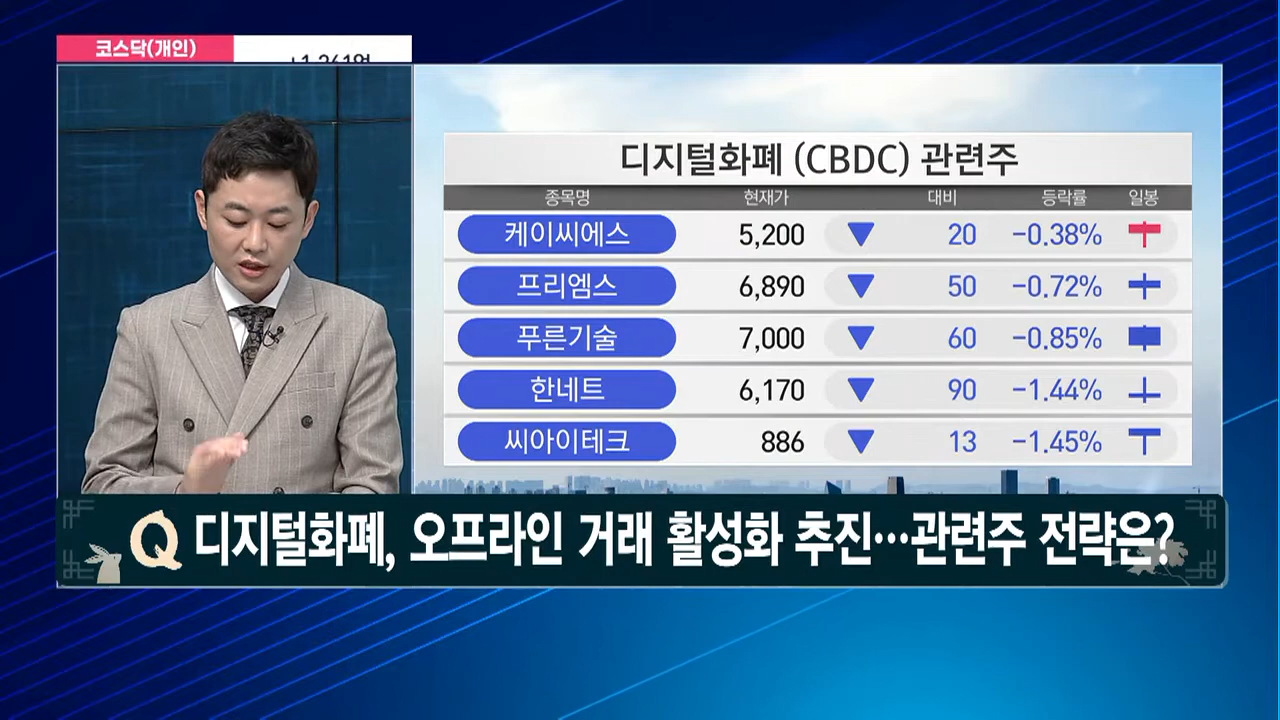 코스닥(개인)
디지털화폐 (CBDC) 관련주
종목명 현재가 대비 등락률 일봉
케이씨에스 5,200 ▼ 20 -0.38%
프리엠스 6,890 ▼ 50 -0.72%
푸른기술 7,000 ▼ 60 -0.85%
한네트 6,170 ▼ 90 -1.44%
씨아이테크 886 ▼ 13 -1.45%
Q 디지털화폐, 오프라인 거래 활성화 추진…관련주 전략은?